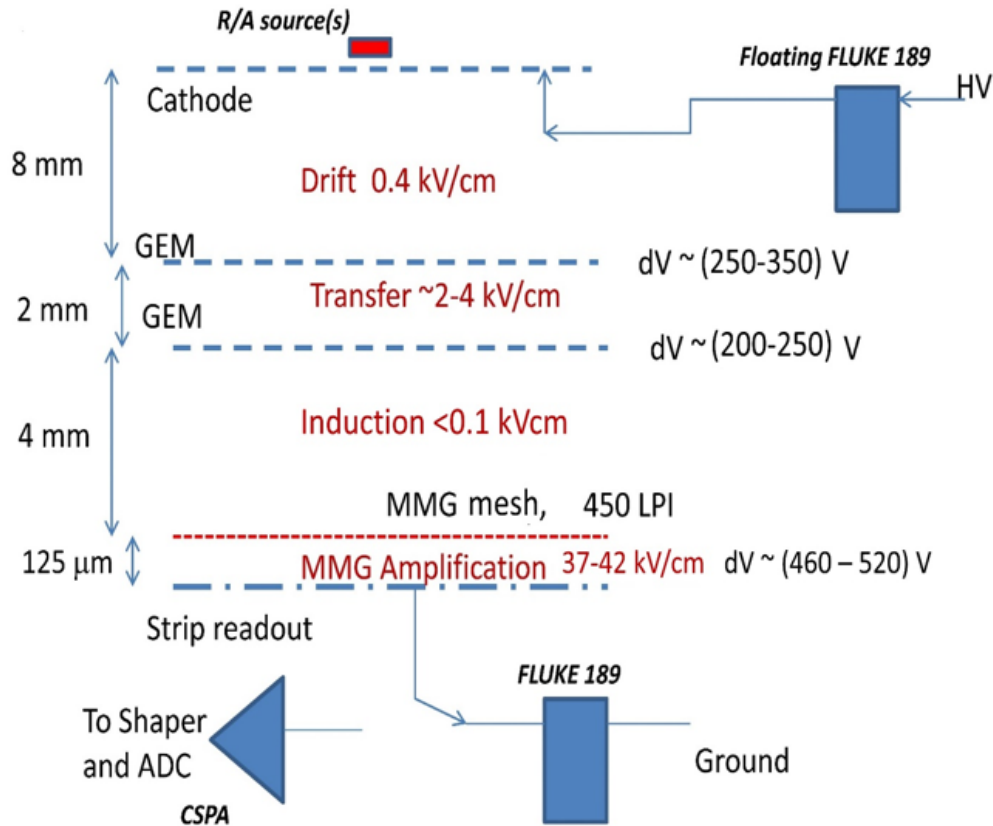 R/A source(s)
Floating FLUKE 189
HV
Cathode
8 mm
Drift 0.4 kV/cm
GEM
dV ~ (250-350) V
Transfer ~2-4 kV/cm
2 mm
GEM
dV ~ (200-250) V
Induction <0.1 kVcm
4 mm
MMG mesh, 450 LPI
125 μm
MMG Amplification 37-42 kV/cm dV ~ (460 – 520) V
Strip readout
FLUKE 189
To Shaper
and ADC
Ground
CSPA